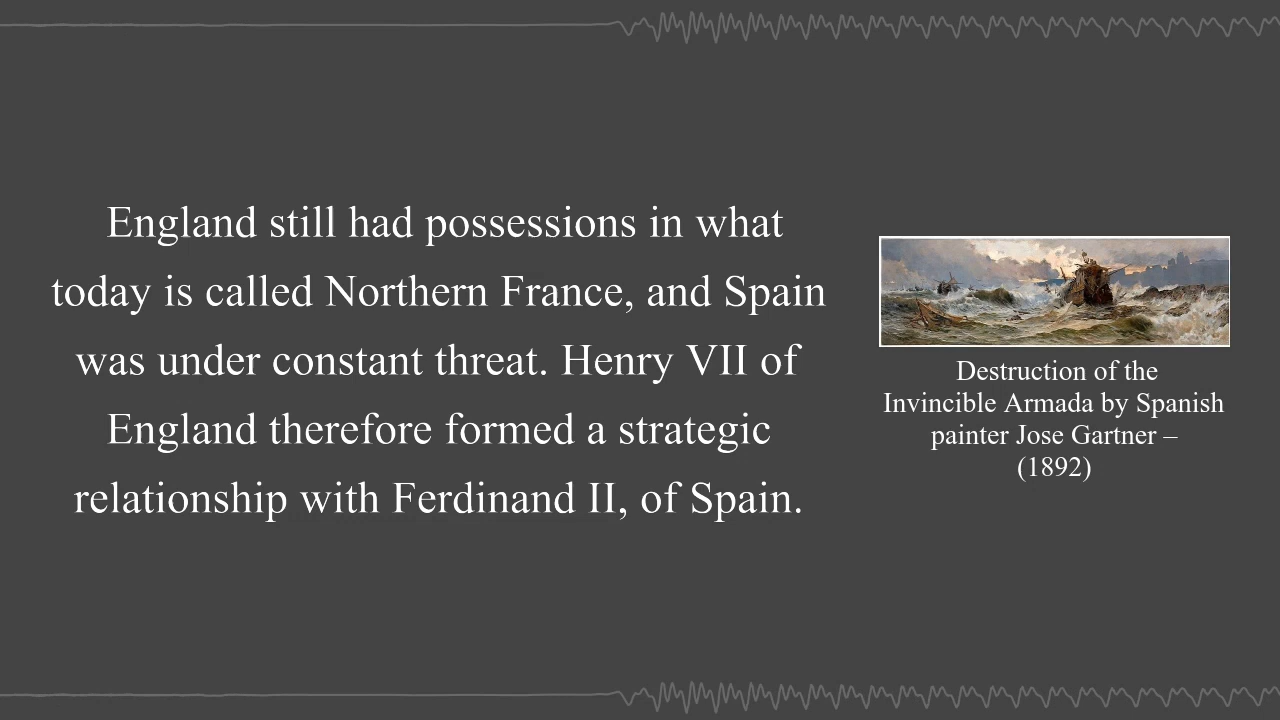 England still had possessions in what
today is called Northern France, and Spain
was under constant threat. Henry VII of
England therefore formed a strategic
relationship with Ferdinand II, of Spain.
Destruction of the
Invincible Armada by Spanish
painter Jose Gartner –
(1892)